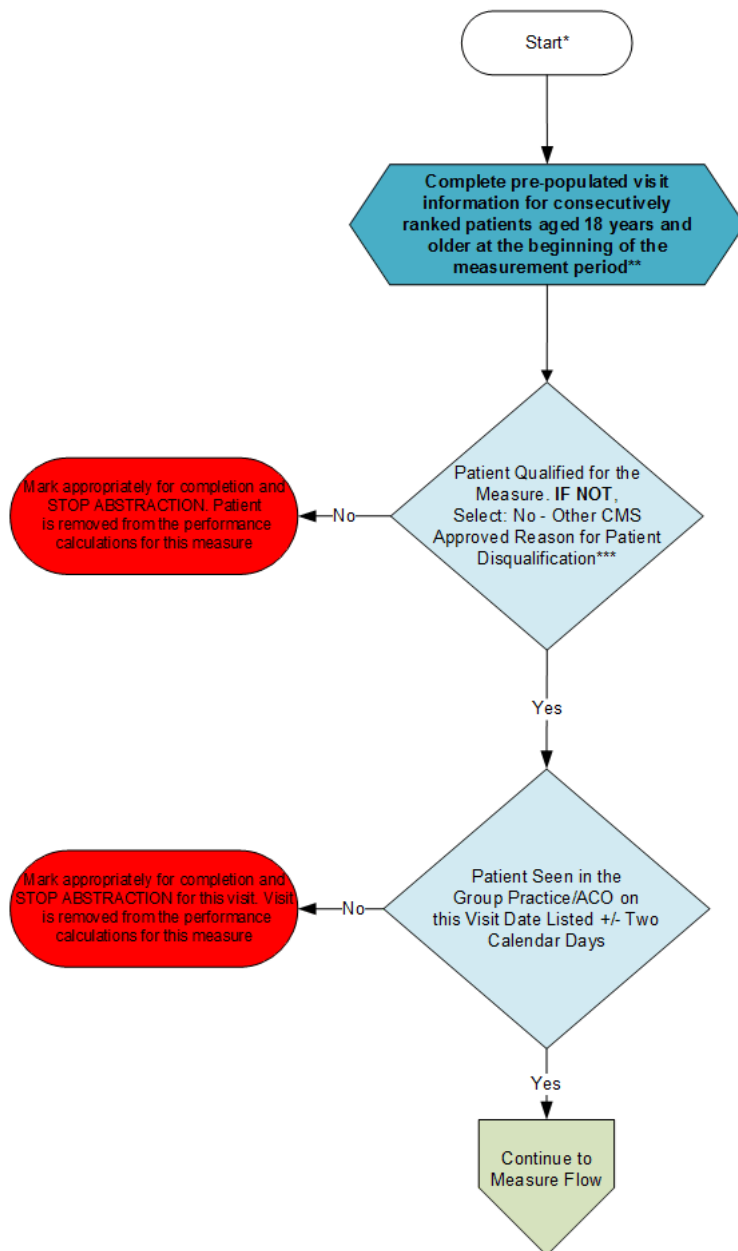 Start*
Complete pre-populated visit
information for consecutively
ranked patients aged 18 years and
older at the beginning of the
measurement period**
Patient Qualified for the
Measure. IF NOT,
Select: No - Other CMS
Approved Reason for Patient
Disqualification***
No
Mark appropriately for completion and
STOP ABSTRACTION. Patient
is removed from the performance
calculations for this measure
Yes
Patient Seen in the
Group Practice/ACO on
this Visit Date Listed +/- Two
Calendar Days
No
Mark appropriately for completion and
STOP ABSTRACTION for this visit. Visit
is removed from the performance
calculations for this measure
Yes
Continue to
Measure Flow